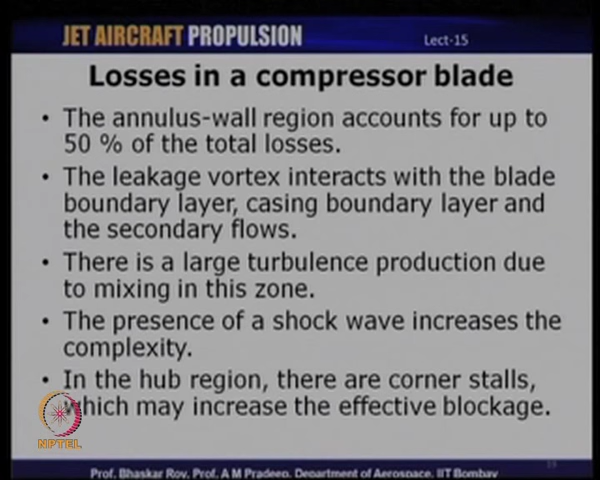 JET AIRCRAFT PROPULSION
Lect-15
Losses in a compressor blade
• The annulus-wall region accounts for up to
50 % of the total losses.
• The leakage vortex interacts with the blade
boundary layer, casing boundary layer and
the secondary flows.
• There is a large turbulence production due
to mixing in this zone.
• The presence of a shock wave increases the
complexity.
• In the hub region, there are corner stalls,
which may increase the effective blockage.
NPTEL
Prof. Bhaskar Roy, Prof. A M Pradeep, Department of Aerospace, IIT Bombay